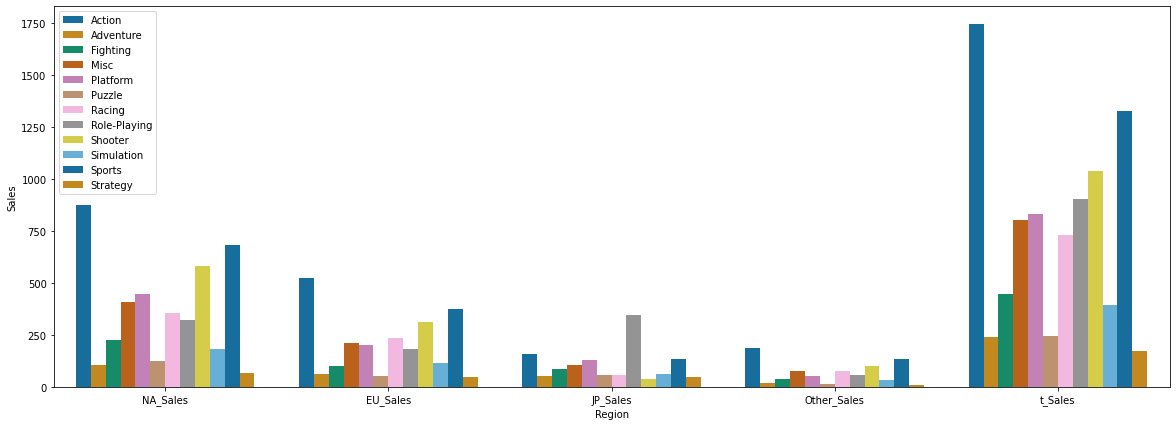 1750
1500
1250
1000
750
500
250
0
Sales
Action
Adventure
Fighting
Misc
Platform
Puzzle
Racing
Role-Playing
Shooter
Simulation
Sports
Strategy
NA_Sales
EU_Sales
JP_Sales
Other_Sales
t_Sales
Region